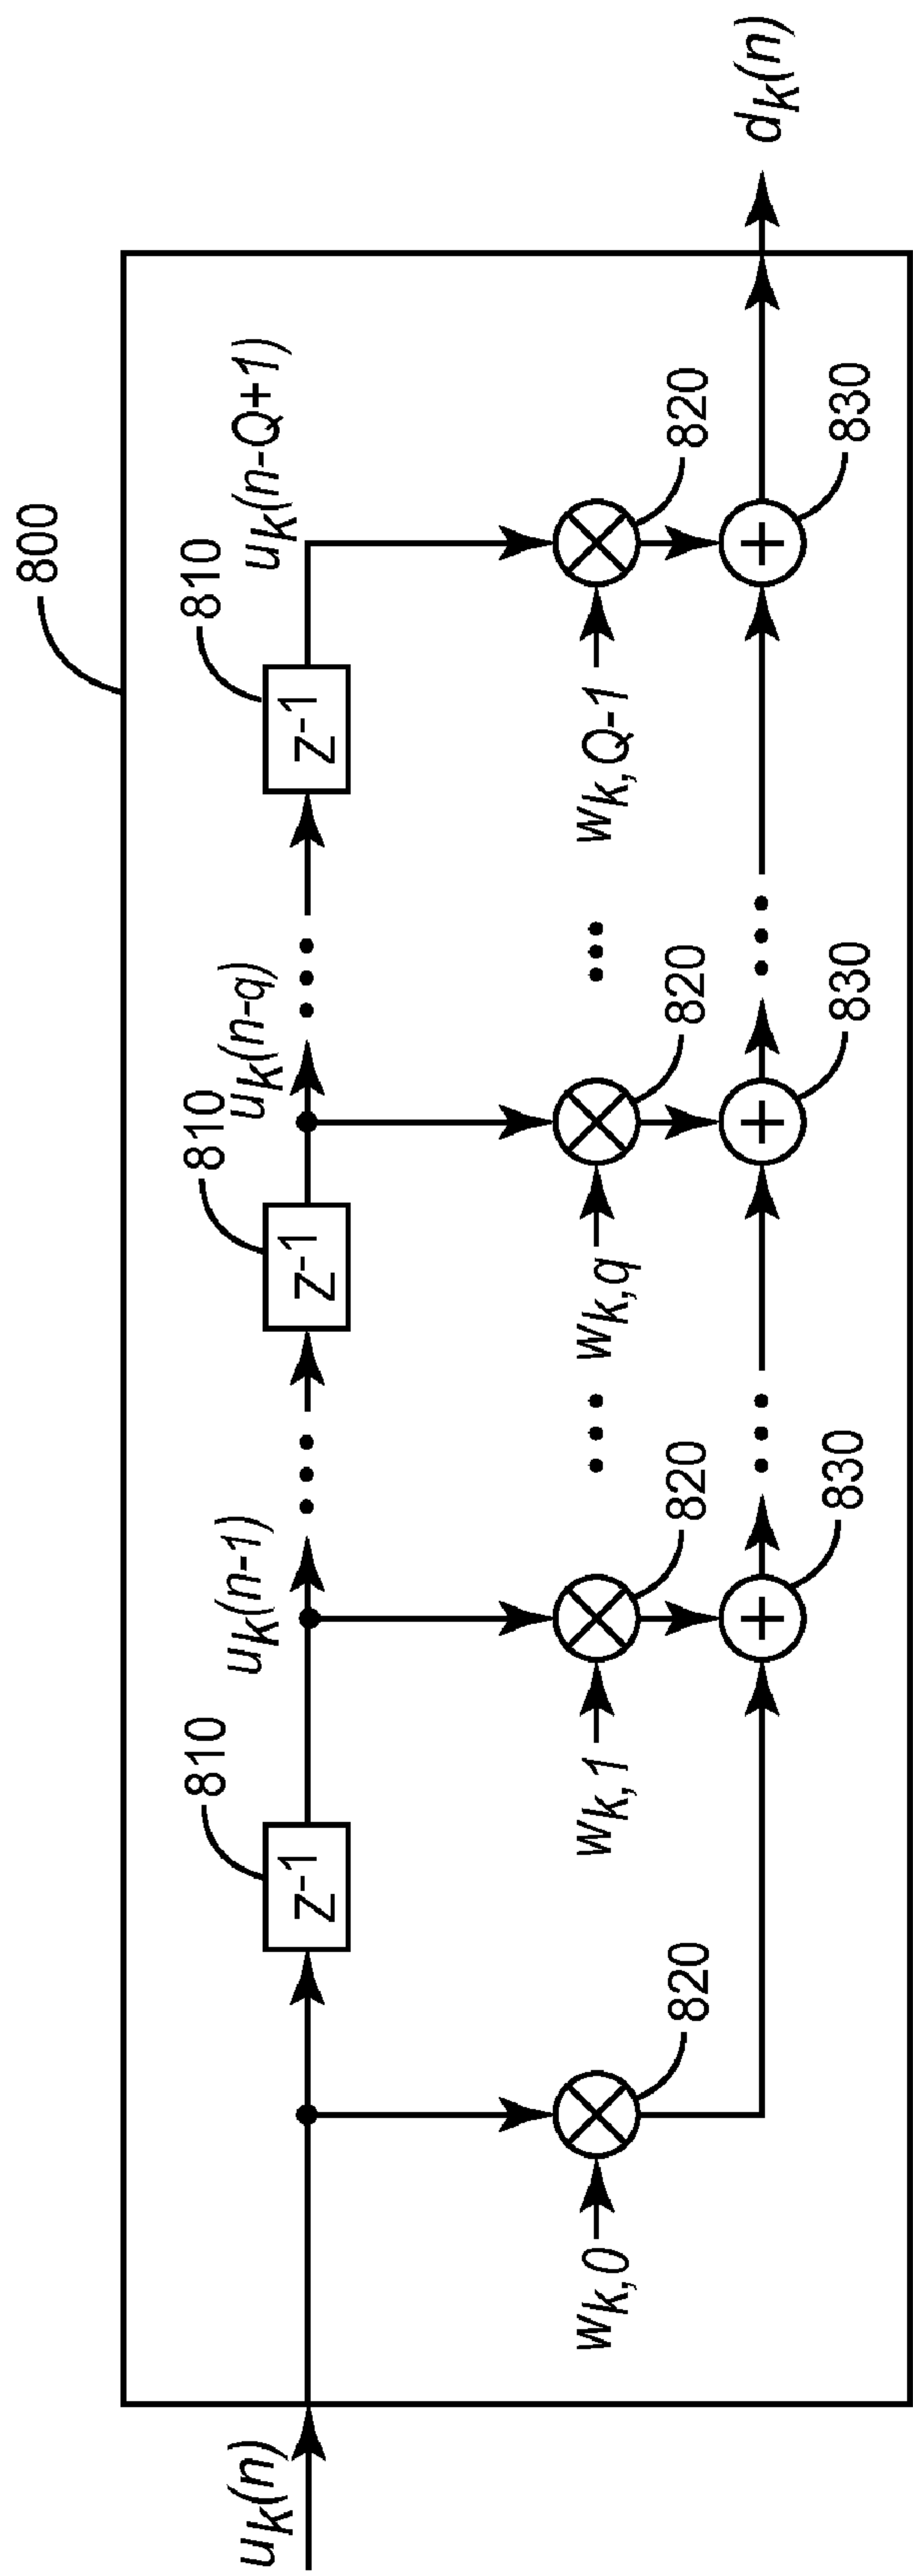 800
810
810
810
u_k(n)
u_k(n-1)
u_k(n-q)
u_k(n-Q+1)
z^-1
z^-1
z^-1
820
820
820
820
w_k,0
w_k,1
...
w_k,q
...
w_k,Q-1
830
830
830
d_k(n)